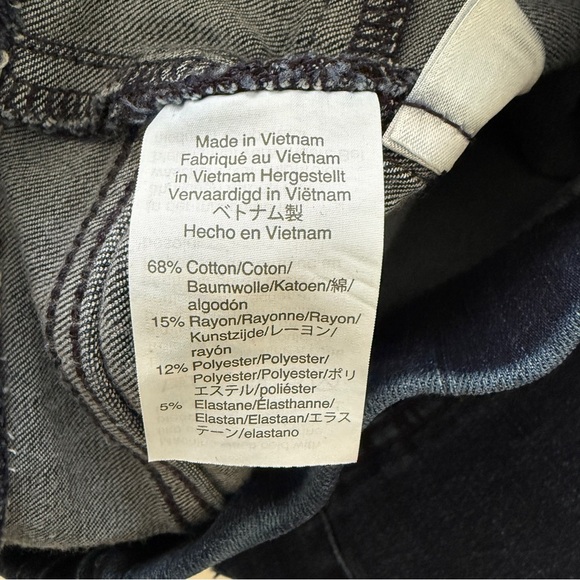 Made in Vietnam
Fabriqué au Vietnam
in Vietnam Hergestellt
Vervaardigd in Viëtnam
ベトナム製
Hecho en Vietnam
68% Cotton/Coton/
Baumwolle/Katoen/綿/
algodón
15% Rayon/Rayonne/Rayon/
Kunstzijde/レーヨン/
rayón
12% Polyester/Polyester/
Polyester/Polyester/ポリ
エステル/poliéster
5% Elastane/Élasthanne/
Elastan/Elastaan/エラス
テーン/elastano